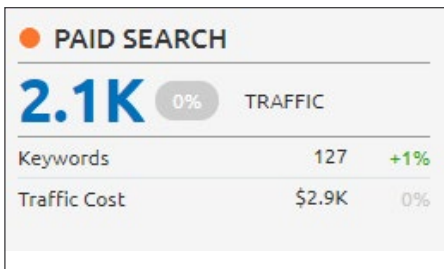 PAID SEARCH
2.1K 0% TRAFFIC
Keywords 127 +1%
Traffic Cost $2.9K 0%